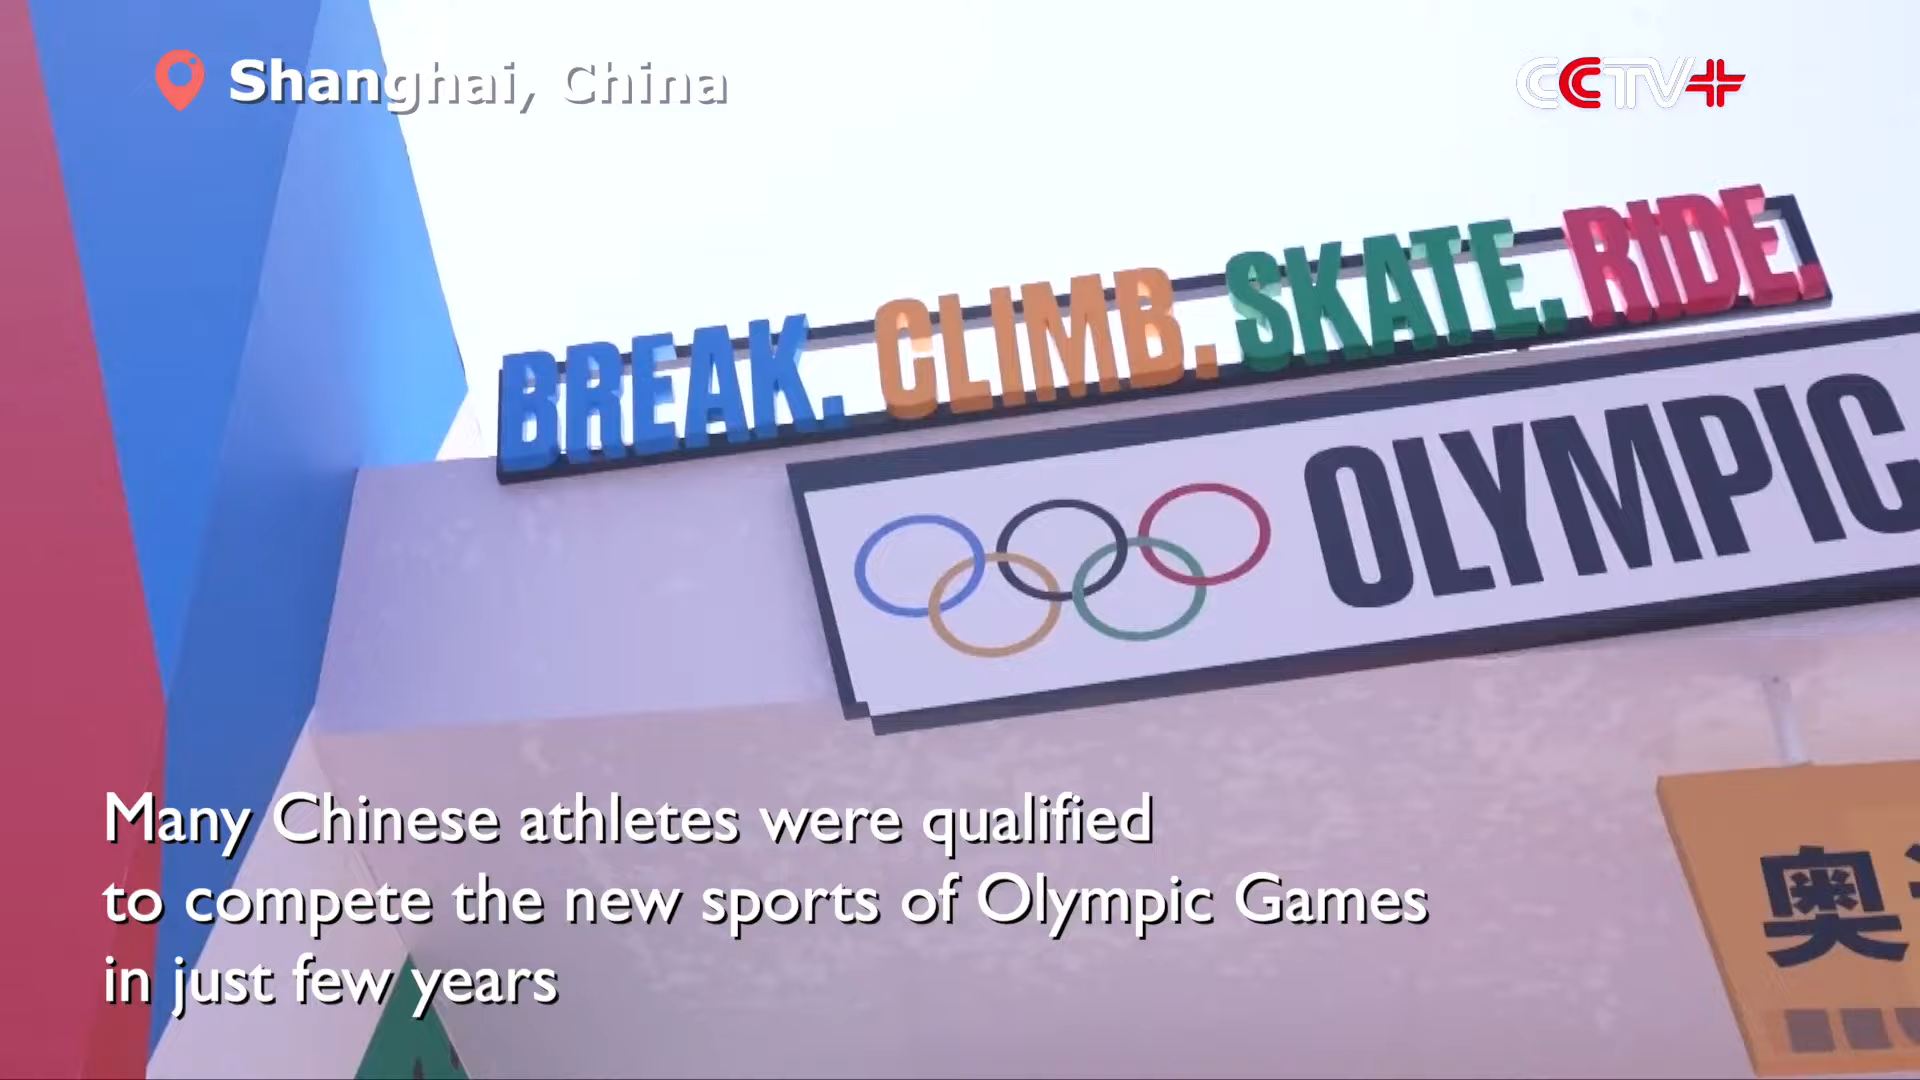 Shanghai, China
CCTV+
BREAK. CLIMB. SKATE. RIDE.
OLYMPIC
Many Chinese athletes were qualified
to compete the new sports of Olympic Games
in just few years
奥